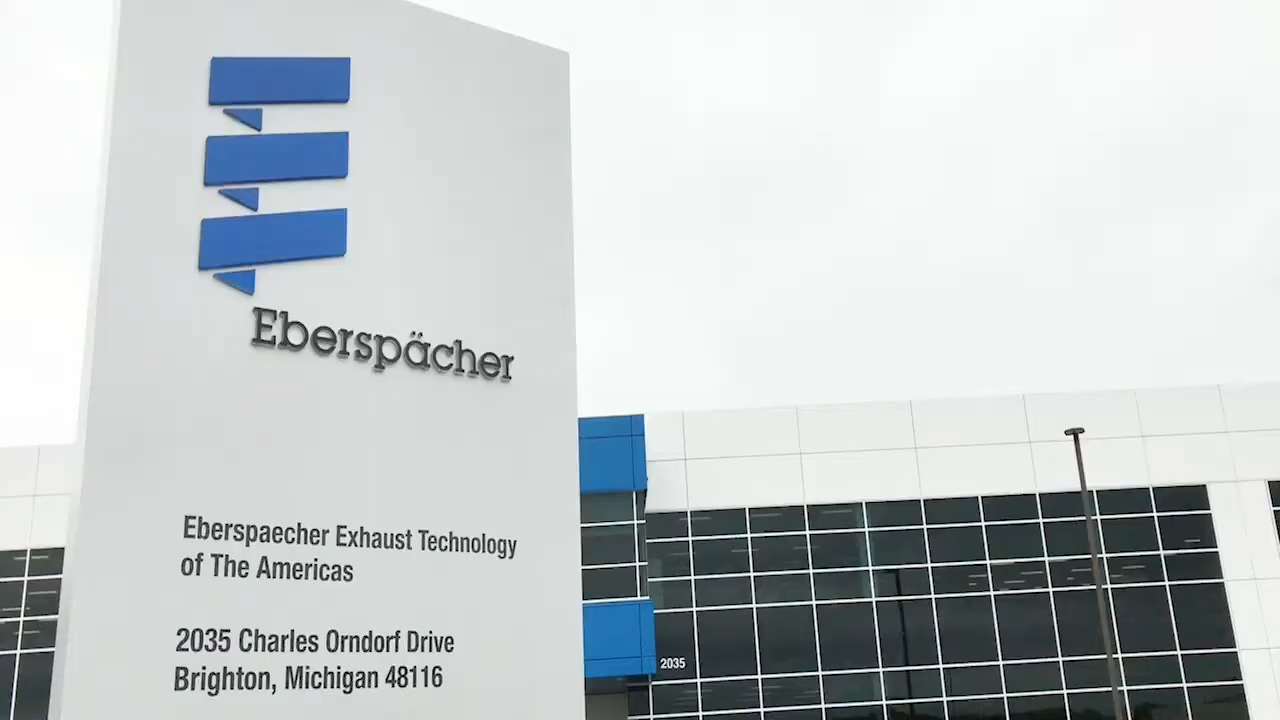 Eberspächer
Eberspaecher Exhaust Technology
of The Americas
2035 Charles Orndorf Drive
Brighton, Michigan 48116
2035